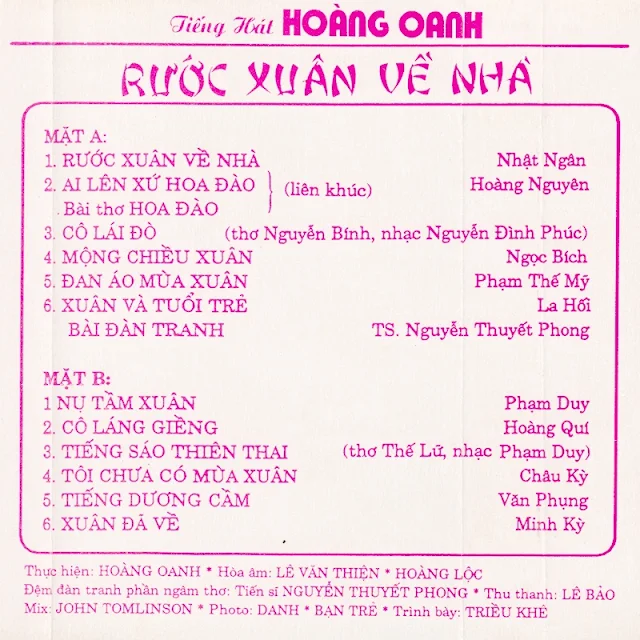 Tiếng Hát HOÀNG OANH
RƯỚC XUÂN VỀ NHÀ
MẶT A:
1. RƯỚC XUÂN VỀ NHÀ Nhật Ngân
2. AI LÊN XỨ HOA ĐÀO (liên khúc) Hoàng Nguyên
Bài thơ HOA ĐÀO
3. CÔ LÁI ĐÒ (thơ Nguyễn Bính, nhạc Nguyễn Đình Phúc)
4. MỘNG CHIỀU XUÂN Ngọc Bích
5. ĐAN ÁO MÙA XUÂN Phạm Thế Mỹ
6. XUÂN VÀ TUỔI TRẺ La Hối
BÀI ĐÀN TRANH TS. Nguyễn Thuyết Phong
MẶT B:
1 NỤ TẦM XUÂN Phạm Duy
2. CÔ LÁNG GIỀNG Hoàng Quí
3. TIẾNG SÁO THIÊN THAI (thơ Thế Lữ, nhạc Phạm Duy)
4. TÔI CHƯA CÓ MÙA XUÂN Châu Kỳ
5. TIẾNG DƯƠNG CẦM Văn Phụng
6. XUÂN ĐÃ VỀ Minh Kỳ
Thực hiện: HOÀNG OANH * Hòa âm: LÊ VĂN THIỆN * HOÀNG LỘC
Đệm đàn tranh phần ngâm thơ: Tiến sĩ NGUYỄN THUYẾT PHONG * Thu thanh: LÊ BẢO
Mix: JOHN TOMLINSON * Photo: DANH * BẠN TRẺ * Trình bày: TRIỀU KHÊ